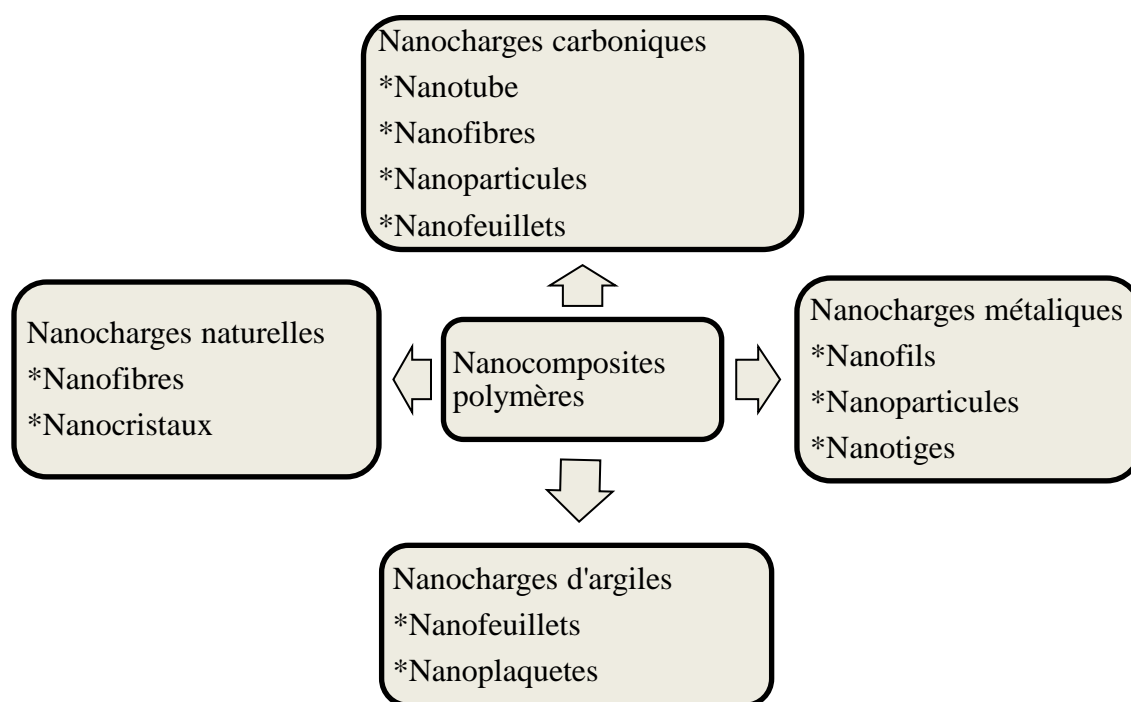 Nanocharges carboniques
*Nanotube
*Nanofibres
*Nanoparticules
*Nanofeuillets
Nanocharges naturelles
*Nanofibres
*Nanocristaux
Nanocomposites
polymères
Nanocharges métaliques
*Nanofils
*Nanoparticules
*Nanotiges
Nanocharges d'argiles
*Nanofeuillets
*Nanoplaquetes